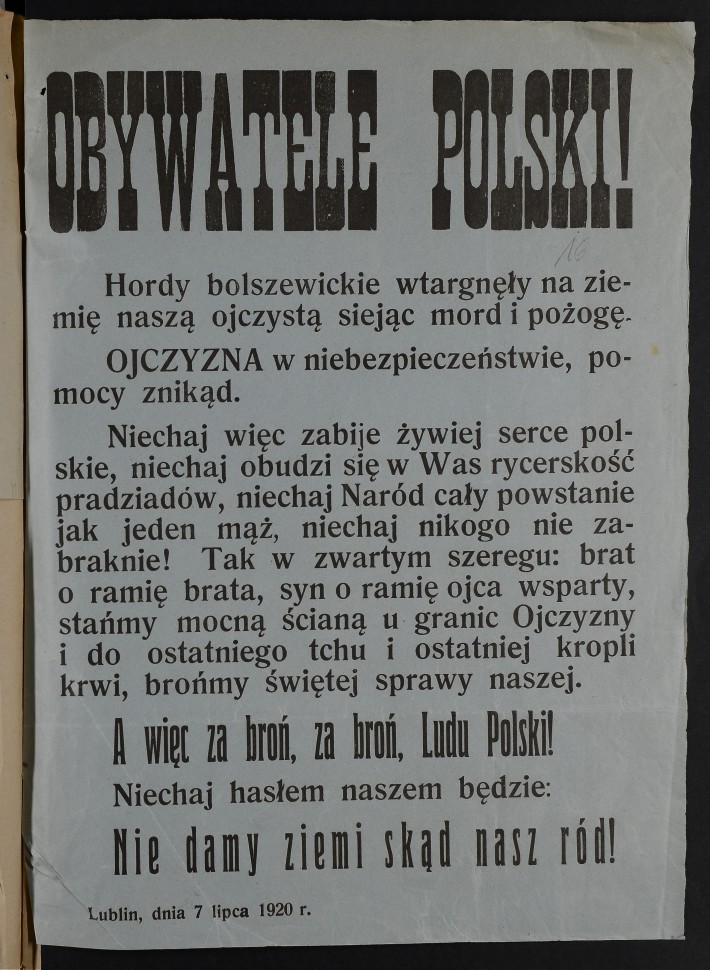 OBYWATELE POLSKI!
16
Hordy bolszewickie wtargnęły na zie-
mię naszą ojczystą siejąc mord i pożogę.
OJCZYZNA w niebezpieczeństwie, po-
mocy znikąd.
Niechaj więc zabije żywiej serce pol-
skie, niechaj obudzi się w Was rycerskość
pradziadów, niechaj Naród cały powstanie
jak jeden mąż, niechaj nikogo nie za-
braknie! Tak w zwartym szeregu: brat
o ramię brata, syn o ramię ojca wsparty,
stańmy mocną ścianą u granic Ojczyzny
i do ostatniego tchu i ostatniej kropli
krwi, brońmy świętej sprawy naszej.
A więc za broń, za broń, Ludu Polski!
Niechaj hasłem naszem będzie:
Nie damy ziemi skąd nasz ród!
Lublin, dnia 7 lipca 1920 r.